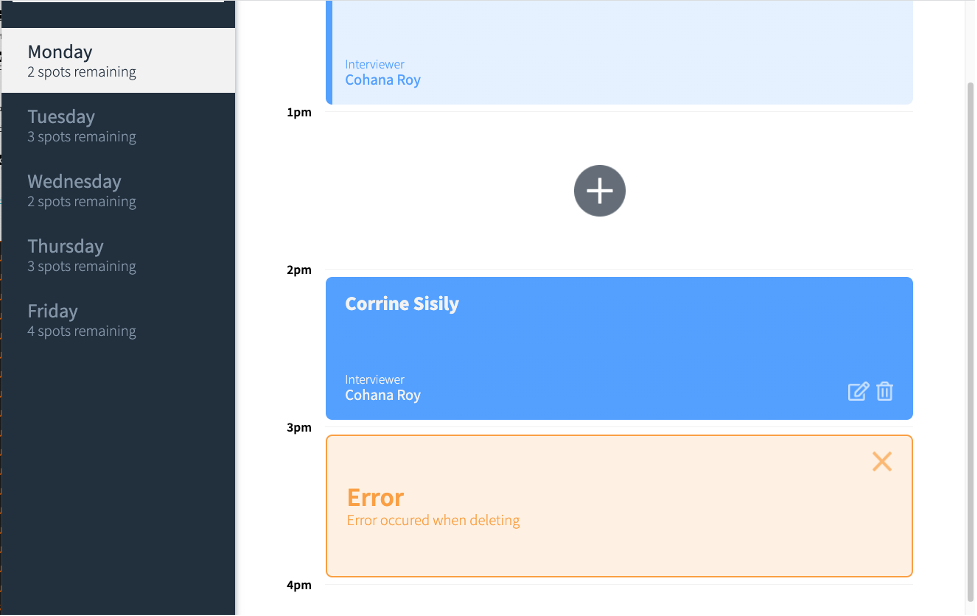 Monday
2 spots remaining
Tuesday
3 spots remaining
Wednesday
2 spots remaining
Thursday
3 spots remaining
Friday
4 spots remaining
Interviewer
Cohana Roy
1pm
2pm
Corrine Sisily
Interviewer
Cohana Roy
3pm
Error
Error occured when deleting
4pm